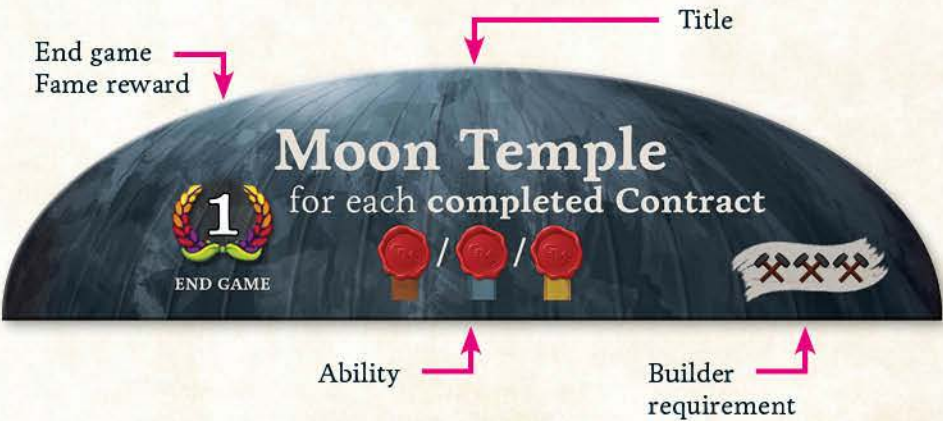 Title
End game
Fame reward
Moon Temple
for each completed Contract
1
/ /
END GAME
Ability
Builder
requirement